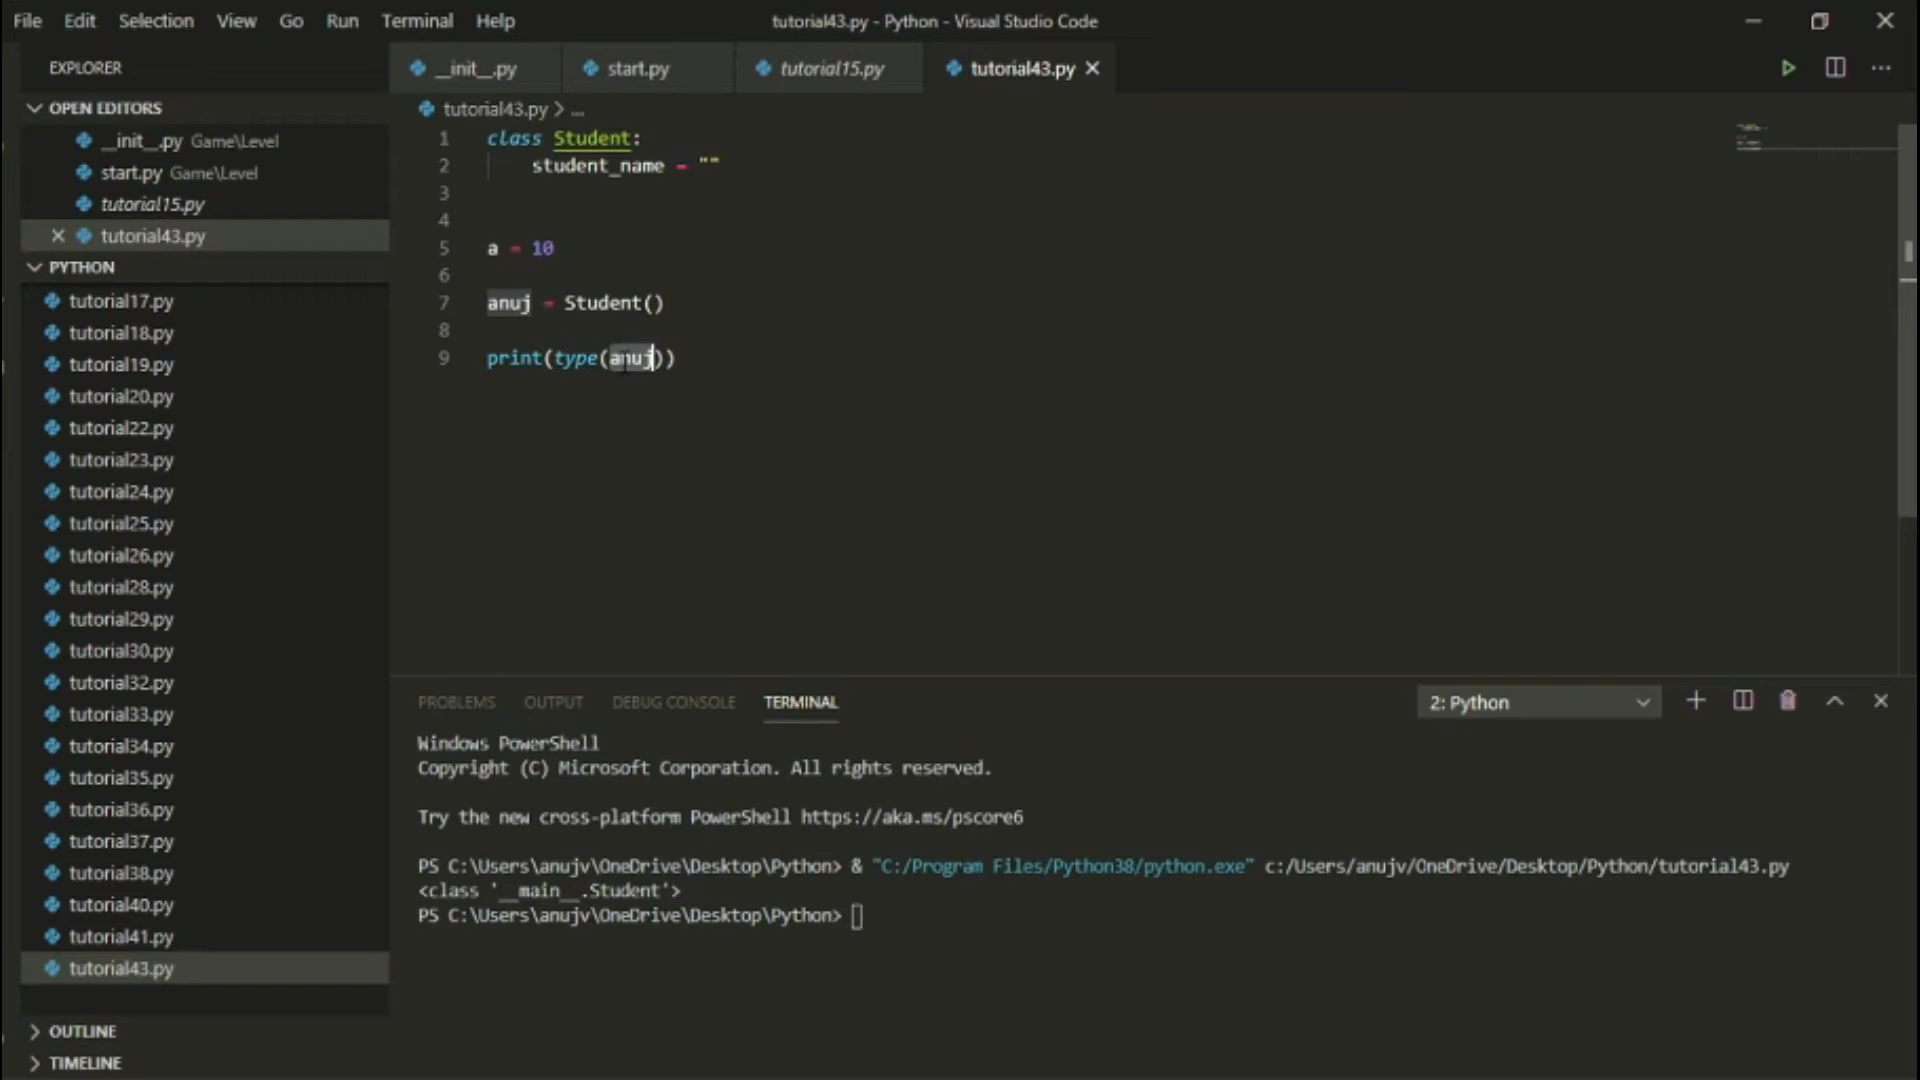 File Edit Selection View Go Run Terminal Help
tutorial43.py - Python - Visual Studio Code
EXPLORER
__init__.py
start.py
tutorial15.py
tutorial43.py
OPEN EDITORS
__init__.py Game\Level
start.py Game\Level
tutorial15.py
tutorial43.py
PYTHON
tutorial17.py
tutorial18.py
tutorial19.py
tutorial20.py
tutorial22.py
tutorial23.py
tutorial24.py
tutorial25.py
tutorial26.py
tutorial28.py
tutorial29.py
tutorial30.py
tutorial32.py
tutorial33.py
tutorial34.py
tutorial35.py
tutorial36.py
tutorial37.py
tutorial38.py
tutorial40.py
tutorial41.py
tutorial43.py
OUTLINE
TIMELINE
tutorial43.py > ...
1 class Student:
2 student_name = ""
3
4
5 a = 10
6
7 anuj = Student()
8
9 print(type(anuj))
PROBLEMS OUTPUT DEBUG CONSOLE TERMINAL
2: Python
Windows PowerShell
Copyright (C) Microsoft Corporation. All rights reserved.
Try the new cross-platform PowerShell https://aka.ms/pscore6
PS C:\Users\anujv\OneDrive\Desktop\Python> & "C:/Program Files/Python38/python.exe" c:/Users/anujv/OneDrive/Desktop/Python/tutorial43.py
<class '__main__.Student'>
PS C:\Users\anujv\OneDrive\Desktop\Python>